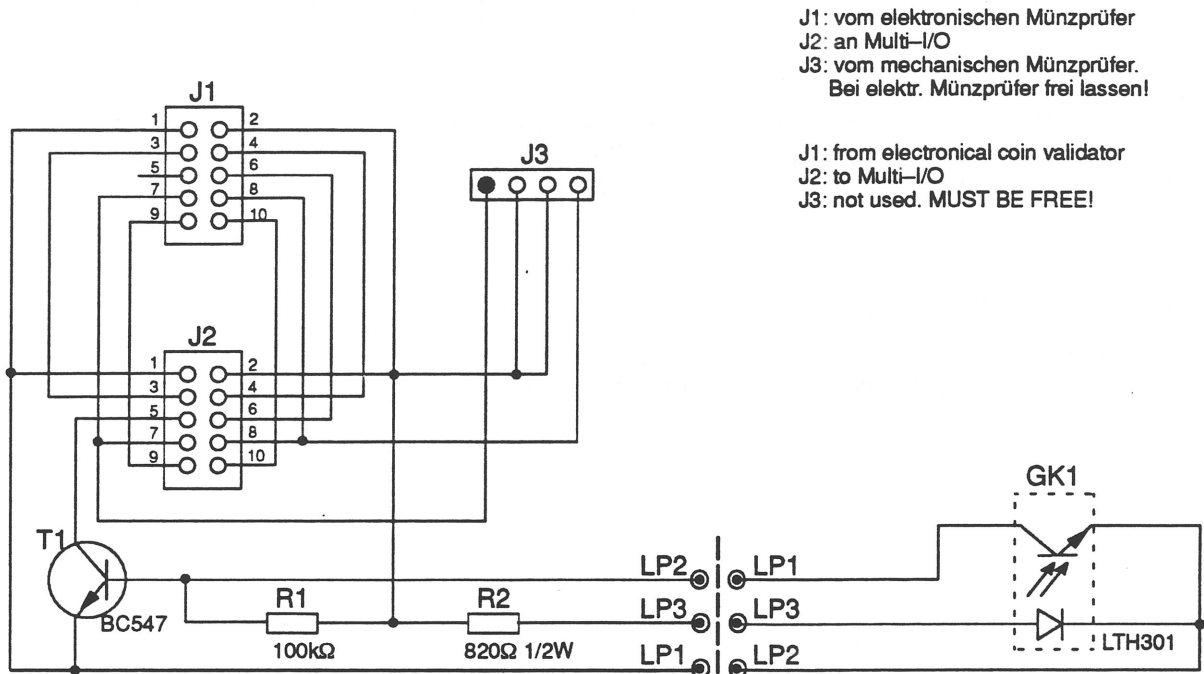 J1: vom elektronischen Münzprüfer
J2: an Multi–I/O
J3: vom mechanischen Münzprüfer.
Bei elektr. Münzprüfer frei lassen!
J1: from electronical coin validator
J2: to Multi–I/O
J3: not used. MUST BE FREE!
J1
1 2
3 4
5 6
7 8
9 10
J3
J2
1 2
3 4
5 6
7 8
9 10
GK1
T1
BC547
LP2 LP1
R1 R2 LP3 LP3
100kΩ 820Ω 1/2W
LTH301
LP1 LP2